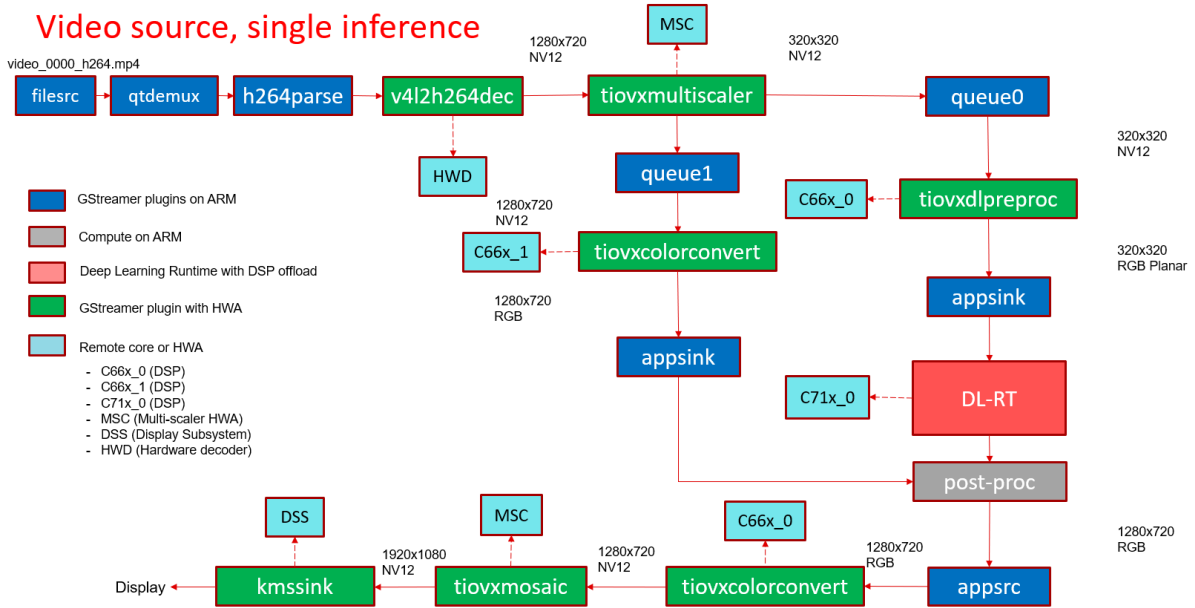 Video source, single inference
video_0000_h264.mp4
filesrc
qtdemux
h264parse
v4l2h264dec
1280x720
NV12
tiovxmultiscaler
MSC
320x320
NV12
queue0
HWD
queue1
320x320
NV12
C66x_0
tiovxdlpreproc
1280x720
NV12
C66x_1
tiovxcolorconvert
320x320
RGB Planar
1280x720
RGB
appsink
appsink
C71x_0
DL-RT
post-proc
GStreamer plugins on ARM
Compute on ARM
Deep Learning Runtime with DSP offload
GStreamer plugin with HWA
Remote core or HWA
- C66x_0 (DSP)
- C66x_1 (DSP)
- C71x_0 (DSP)
- MSC (Multi-scaler HWA)
- DSS (Display Subsystem)
- HWD (Hardware decoder)
DSS
MSC
C66x_0
1280x720
RGB
Display
kmssink
1920x1080
NV12
tiovxmosaic
1280x720
NV12
tiovxcolorconvert
1280x720
RGB
appsrc